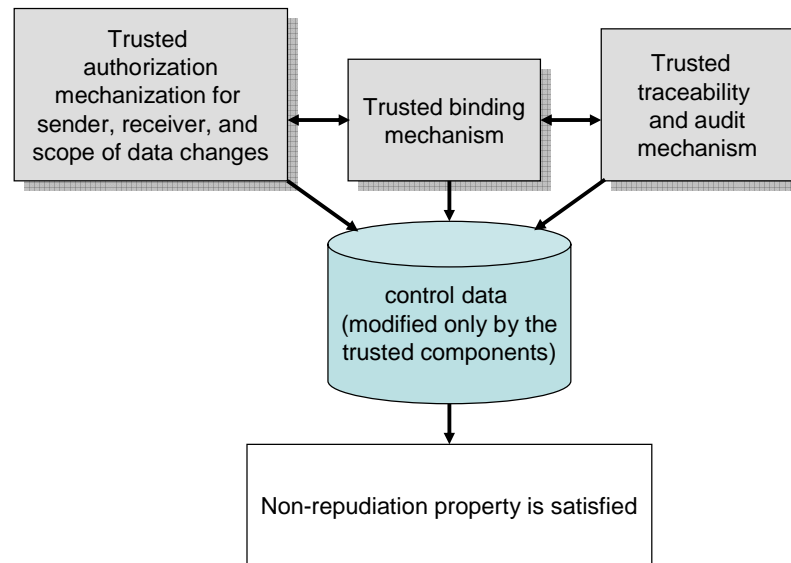 Trusted
authorization
mechanization for
sender, receiver, and
scope of data changes
Trusted binding
mechanism
Trusted
traceability
and audit
mechanism
control data
(modified only by the
trusted components)
Non-repudiation property is satisfied